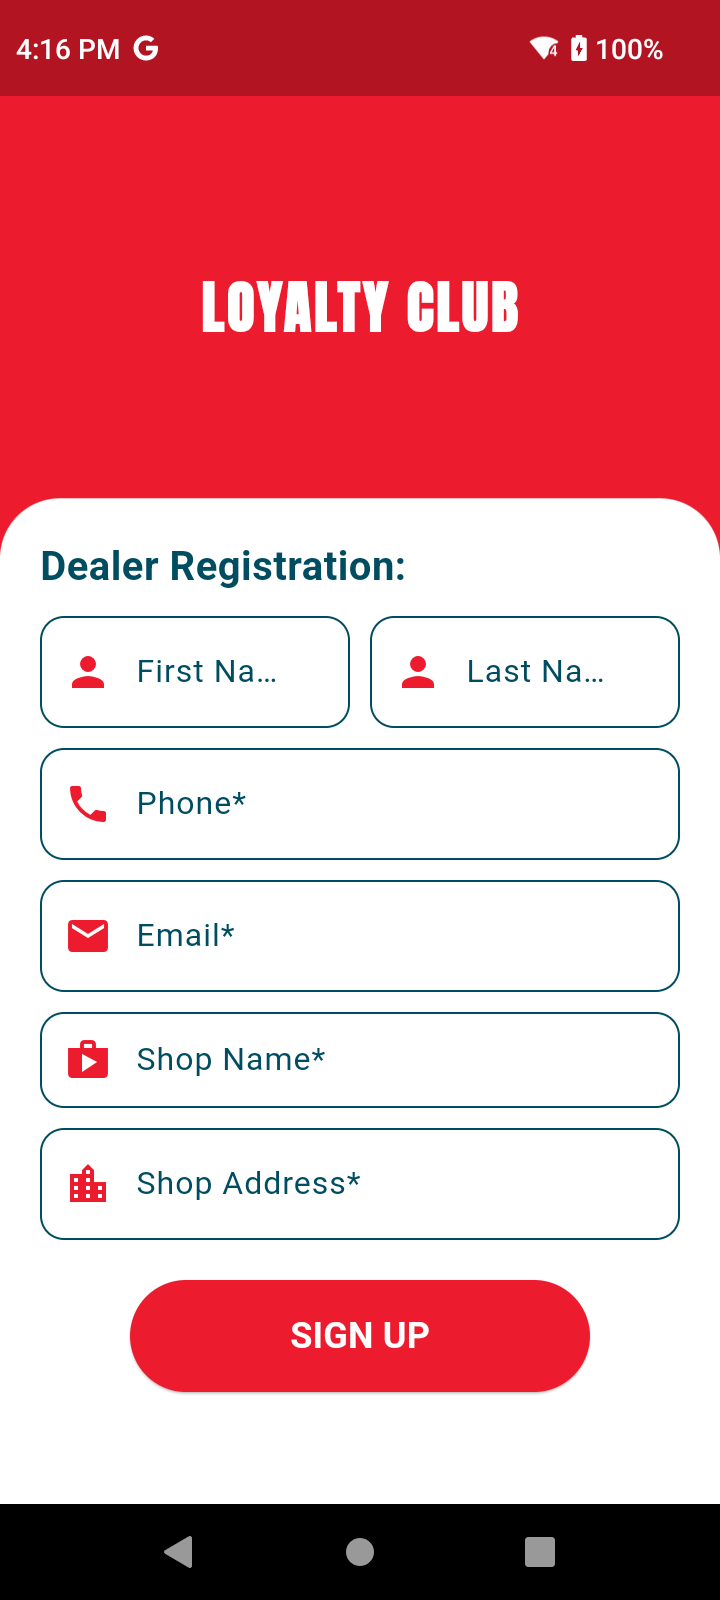 4:16 PM G 4 100%
LOYALTY CLUB
Dealer Registration:
First Na... Last Na...
Phone*
Email*
Shop Name*
Shop Address*
SIGN UP